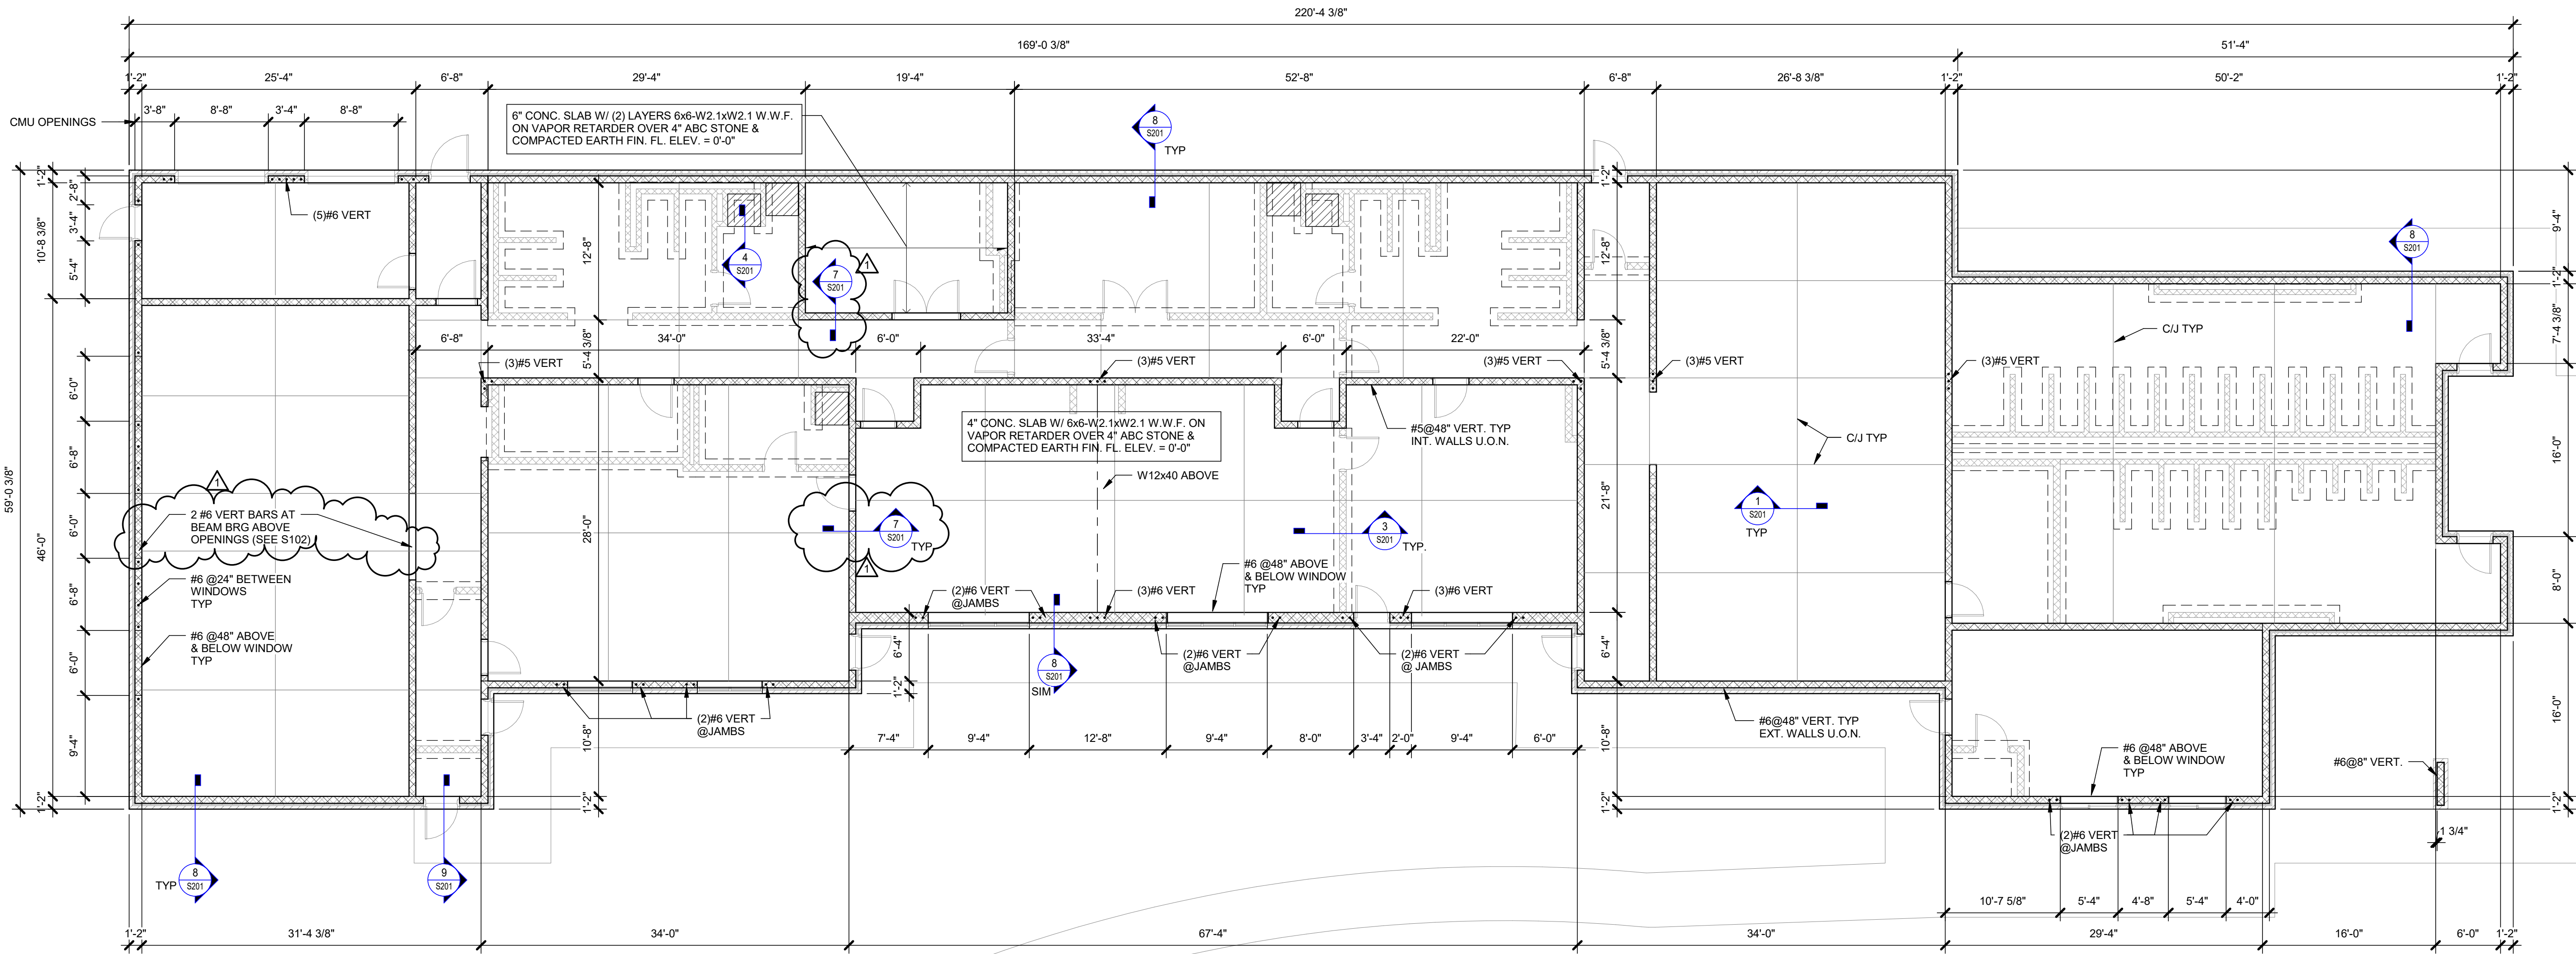 220'-4 3/8"
169'-0 3/8"
51'-4"
1'-2"
25'-4"
6'-8"
29'-4"
19'-4"
52'-8"
6'-8"
26'-8 3/8"
1'-2"
50'-2"
1'-2"
CMU OPENINGS
3'-8"
8'-8"
3'-4"
8'-8"
6" CONC. SLAB W/ (2) LAYERS 6x6-W2.1xW2.1 W.W.F.
ON VAPOR RETARDER OVER 4" ABC STONE &
COMPACTED EARTH FIN. FL. ELEV. = 0'-0"
8
S201
TYP
59'-0 3/8"
1'-2"
10'-8 3/8"
46'-0"
1'-2"
2'-8"
3'-4"
5'-4"
6'-0"
6'-8"
6'-0"
6'-8"
6'-0"
9'-4"
(5)#6 VERT
12'-8"
5'-4 3/8"
28'-0"
10'-8"
1'-2"
4
S201
7
S201
1
1'-2"
12'-8"
5'-4 3/8"
21'-8"
6'-4"
10'-8"
1'-2"
8
S201
9'-4"
1'-2"
7'-4 3/8"
16'-0"
8'-0"
16'-0"
1'-2"
C/J TYP
6'-8"
34'-0"
6'-0"
33'-4"
6'-0"
22'-0"
(3)#5 VERT
(3)#5 VERT
(3)#5 VERT
(3)#5 VERT
(3)#5 VERT
4" CONC. SLAB W/ 6x6-W2.1xW2.1 W.W.F. ON
VAPOR RETARDER OVER 4" ABC STONE &
COMPACTED EARTH FIN. FL. ELEV. = 0'-0"
#5@48" VERT. TYP
INT. WALLS U.O.N.
C/J TYP
W12x40 ABOVE
1
2 #6 VERT BARS AT
BEAM BRG ABOVE
OPENINGS (SEE S102)
7
S201
TYP
1
3
S201
TYP.
1
S201
TYP
#6 @24" BETWEEN
WINDOWS
TYP
#6 @48" ABOVE
& BELOW WINDOW
TYP
(2)#6 VERT
@JAMBS
(3)#6 VERT
#6 @48" ABOVE
& BELOW WINDOW
TYP
(3)#6 VERT
6'-4"
1'-2"
8
S201
SIM
(2)#6 VERT
@JAMBS
(2)#6 VERT
@ JAMBS
(2)#6 VERT
@JAMBS
#6@48" VERT. TYP
EXT. WALLS U.O.N.
7'-4"
9'-4"
12'-8"
9'-4"
8'-0"
3'-4"
2'-0"
9'-4"
6'-0"
#6 @48" ABOVE
& BELOW WINDOW
TYP
#6@8" VERT.
(2)#6 VERT
@JAMBS
1 3/4"
TYP
8
S201
9
S201
10'-7 5/8"
5'-4"
4'-8"
5'-4"
4'-0"
1'-2"
31'-4 3/8"
34'-0"
67'-4"
34'-0"
29'-4"
16'-0"
6'-0"
1'-2"